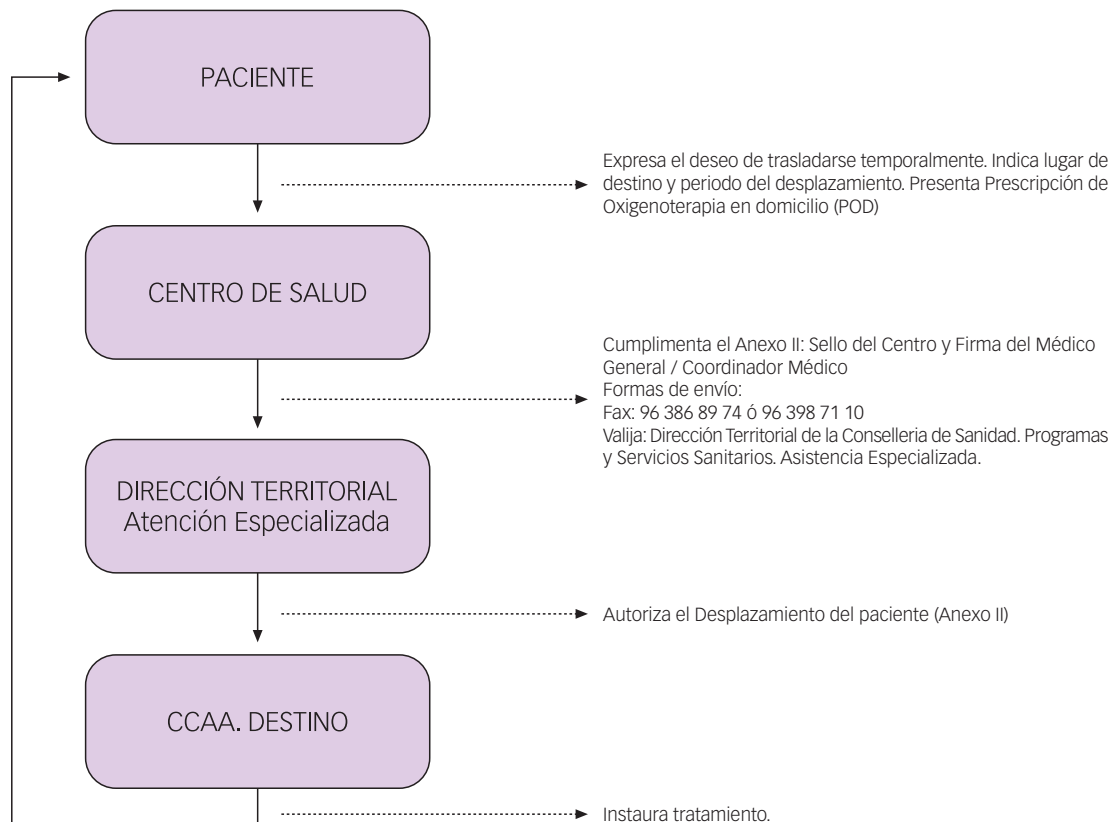 PACIENTE
Expresa el deseo de trasladarse temporalmente. Indica lugar de
destino y periodo del desplazamiento. Presenta Prescripción de
Oxigenoterapia en domicilio (POD)
CENTRO DE SALUD
Cumplimenta el Anexo II: Sello del Centro y Firma del Médico
General / Coordinador Médico
Formas de envío:
Fax: 96 386 89 74 ó 96 398 71 10
Valija: Dirección Territorial de la Conselleria de Sanidad. Programas
y Servicios Sanitarios. Asistencia Especializada.
DIRECCIÓN TERRITORIAL
Atención Especializada
Autoriza el Desplazamiento del paciente (Anexo II)
CCAA. DESTINO
Instaura tratamiento.